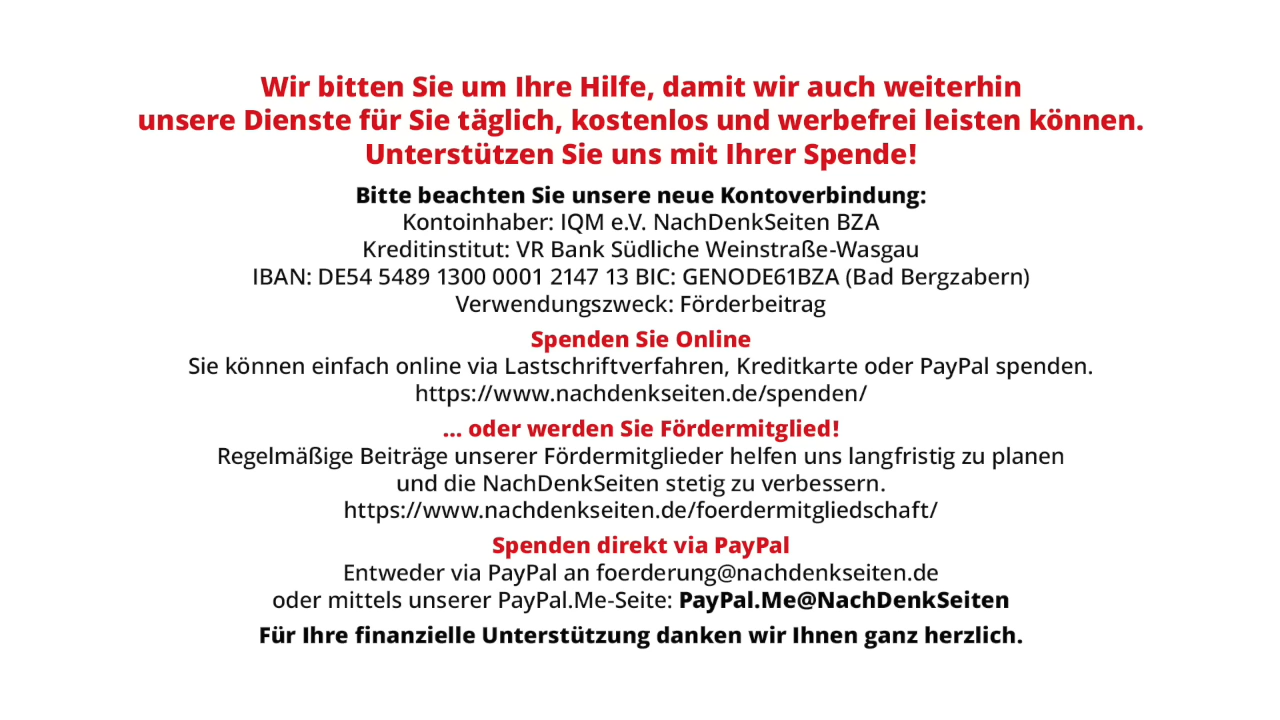 Wir bitten Sie um Ihre Hilfe, damit wir auch weiterhin
unsere Dienste für Sie täglich, kostenlos und werbefrei leisten können.
Unterstützen Sie uns mit Ihrer Spende!
Bitte beachten Sie unsere neue Kontoverbindung:
Kontoinhaber: IQM e.V. NachDenkSeiten BZA
Kreditinstitut: VR Bank Südliche Weinstraße-Wasgau
IBAN: DE54 5489 1300 0001 2147 13 BIC: GENODE61BZA (Bad Bergzabern)
Verwendungszweck: Förderbeitrag
Spenden Sie Online
Sie können einfach online via Lastschriftverfahren, Kreditkarte oder PayPal spenden.
https://www.nachdenkseiten.de/spenden/
... oder werden Sie Fördermitglied!
Regelmäßige Beiträge unserer Fördermitglieder helfen uns langfristig zu planen
und die NachDenkSeiten stetig zu verbessern.
https://www.nachdenkseiten.de/foerdermitgliedschaft/
Spenden direkt via PayPal
Entweder via PayPal an foerderung@nachdenkseiten.de
oder mittels unserer PayPal.Me-Seite: PayPal.Me@NachDenkSeiten
Für Ihre finanzielle Unterstützung danken wir Ihnen ganz herzlich.